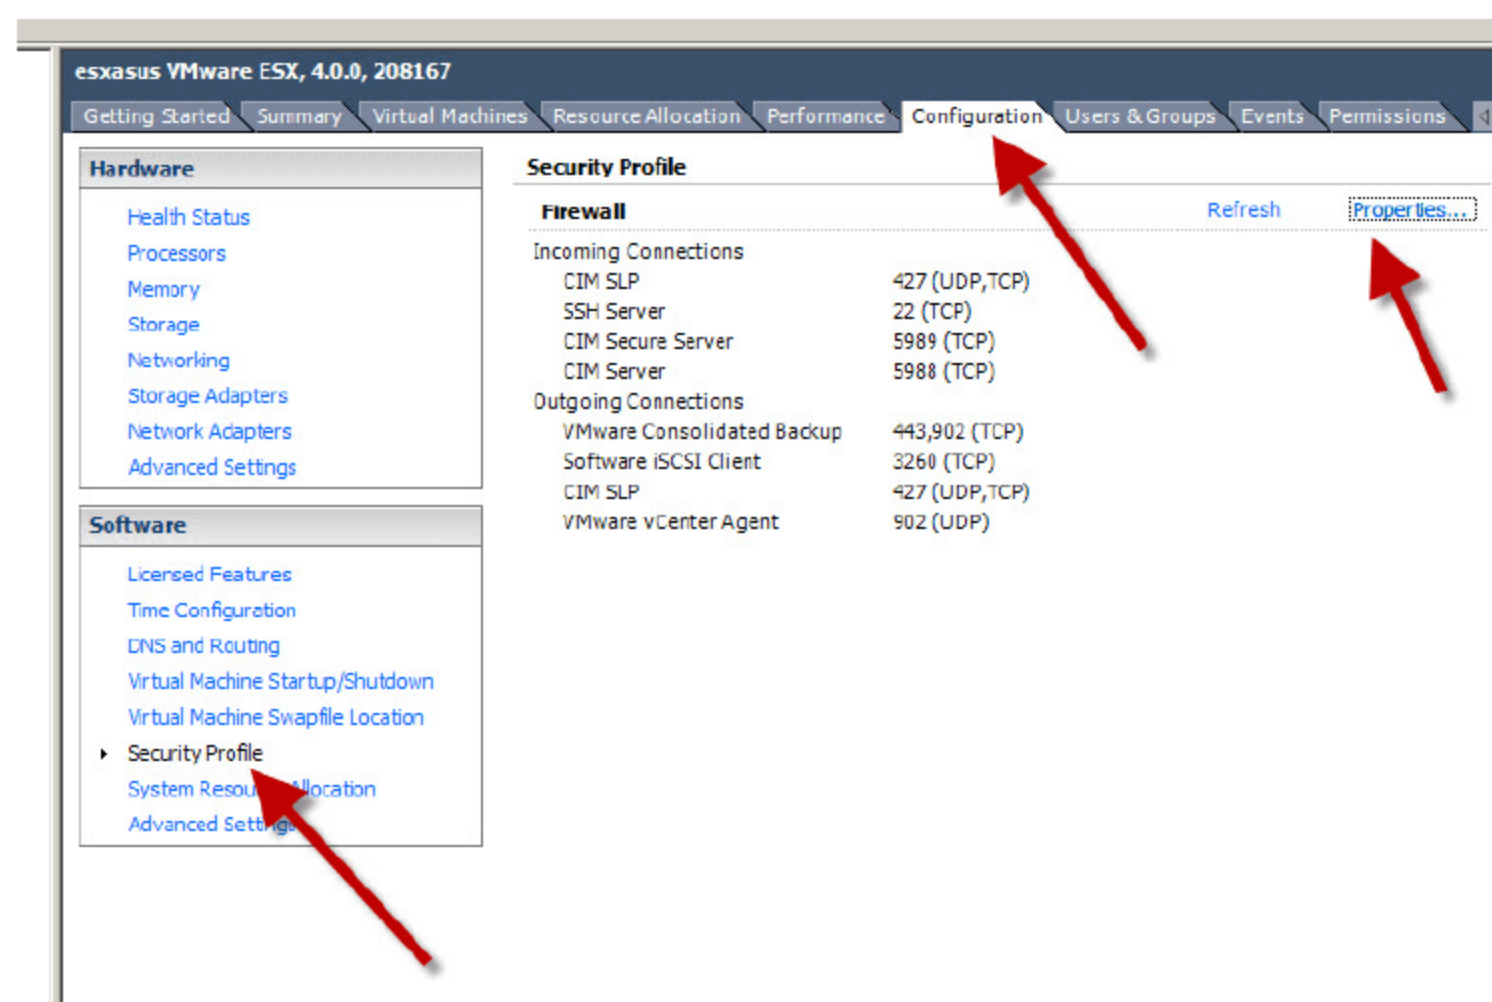 esxasus VMware ESX, 4.0.0, 208167
Getting Started Summary Virtual Machines Resource Allocation Performance Configuration Users & Groups Events Permissions
Hardware
Health Status
Processors
Memory
Storage
Networking
Storage Adapters
Network Adapters
Advanced Settings
Software
Licensed Features
Time Configuration
DNS and Routing
Virtual Machine Startup/Shutdown
Virtual Machine Swapfile Location
Security Profile
System Resource Allocation
Advanced Settings
Security Profile
Firewall Refresh Properties...
Incoming Connections
CIM SLP 427 (UDP,TCP)
SSH Server 22 (TCP)
CIM Secure Server 5989 (TCP)
CIM Server 5988 (TCP)
Outgoing Connections
VMware Consolidated Backup 443,902 (TCP)
Software iSCSI Client 3260 (TCP)
CIM SLP 427 (UDP,TCP)
VMware vCenter Agent 902 (UDP)